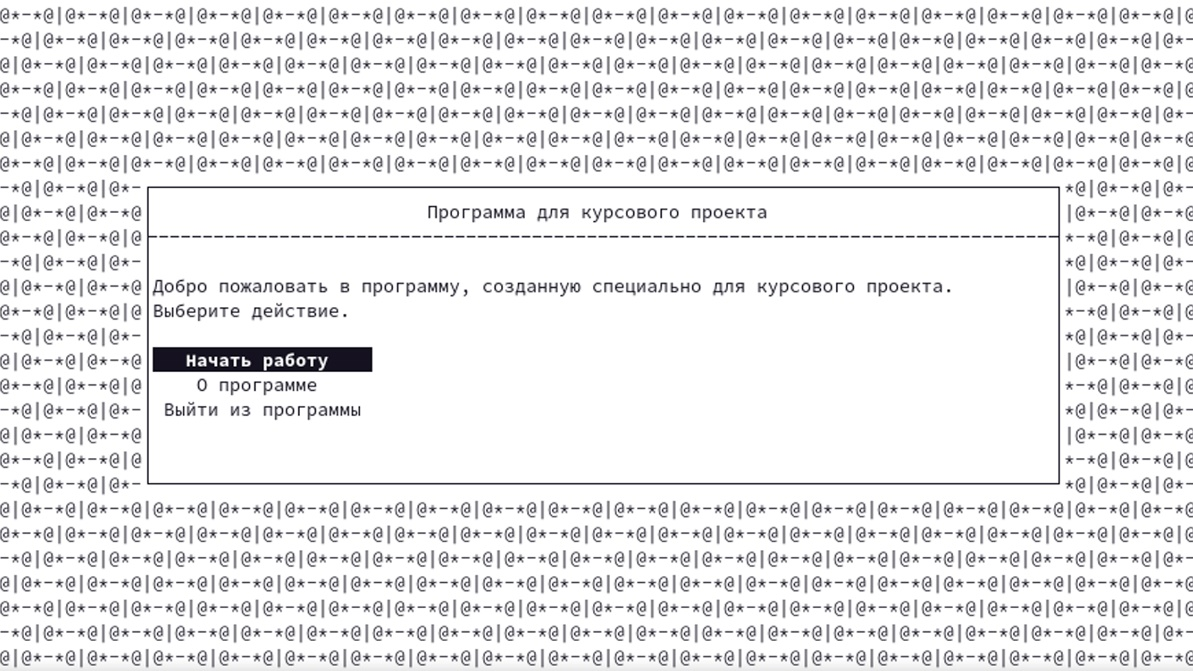 Программа для курсового проекта
Добро пожаловать в программу, созданную специально для курсового проекта.
Выберите действие.
Начать работу
О программе
Выйти из программы